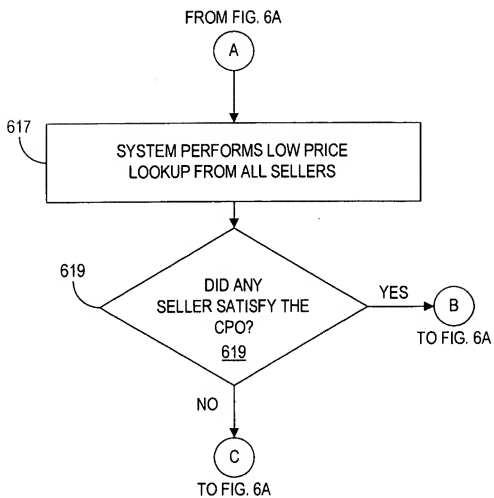 FROM FIG. 6A
A
617
SYSTEM PERFORMS LOW PRICE
LOOKUP FROM ALL SELLERS
619
DID ANY
SELLER SATISFY THE
CPO?
619
YES
B
TO FIG. 6A
NO
C
TO FIG. 6A